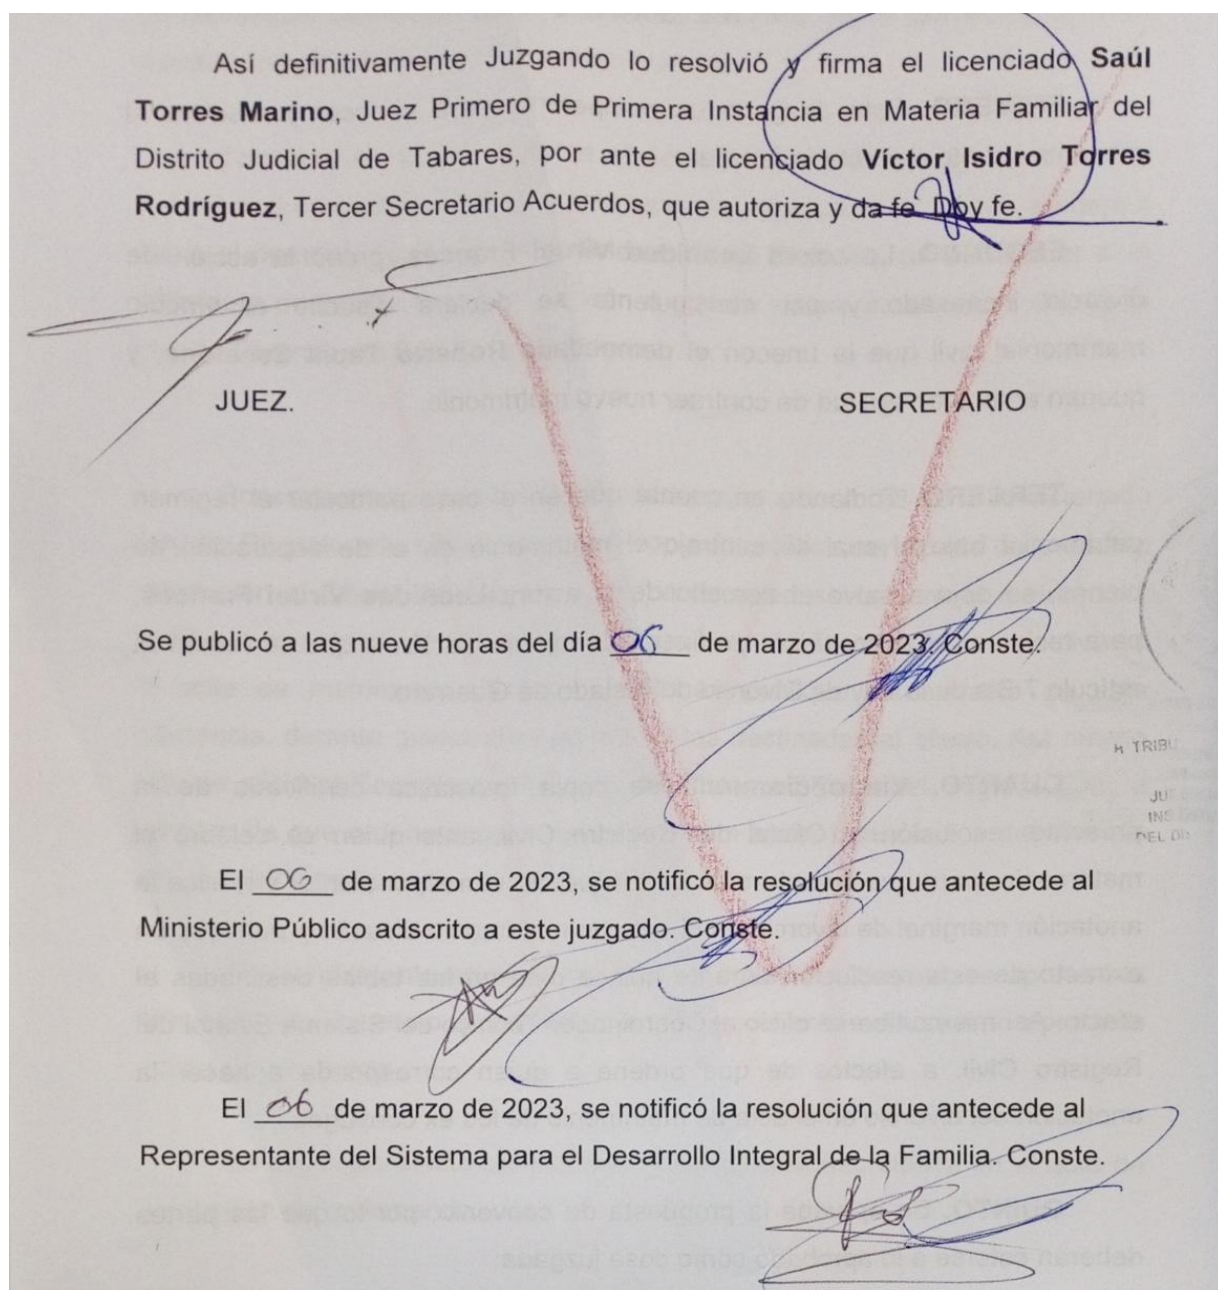 Así definitivamente Juzgando lo resolvió y firma el licenciado Saúl
Torres Marino, Juez Primero de Primera Instancia en Materia Familiar del
Distrito Judicial de Tabares, por ante el licenciado Víctor Isidro Torres
Rodríguez, Tercer Secretario Acuerdos, que autoriza y da fe. Doy fe.
JUEZ.
SECRETARIO
Se publicó a las nueve horas del día 06 de marzo de 2023. Conste.
H TRIBU
JU
INS
DEL DI
El 06 de marzo de 2023, se notificó la resolución que antecede al
Ministerio Público adscrito a este juzgado. Conste.
El 06 de marzo de 2023, se notificó la resolución que antecede al
Representante del Sistema para el Desarrollo Integral de la Familia. Conste.